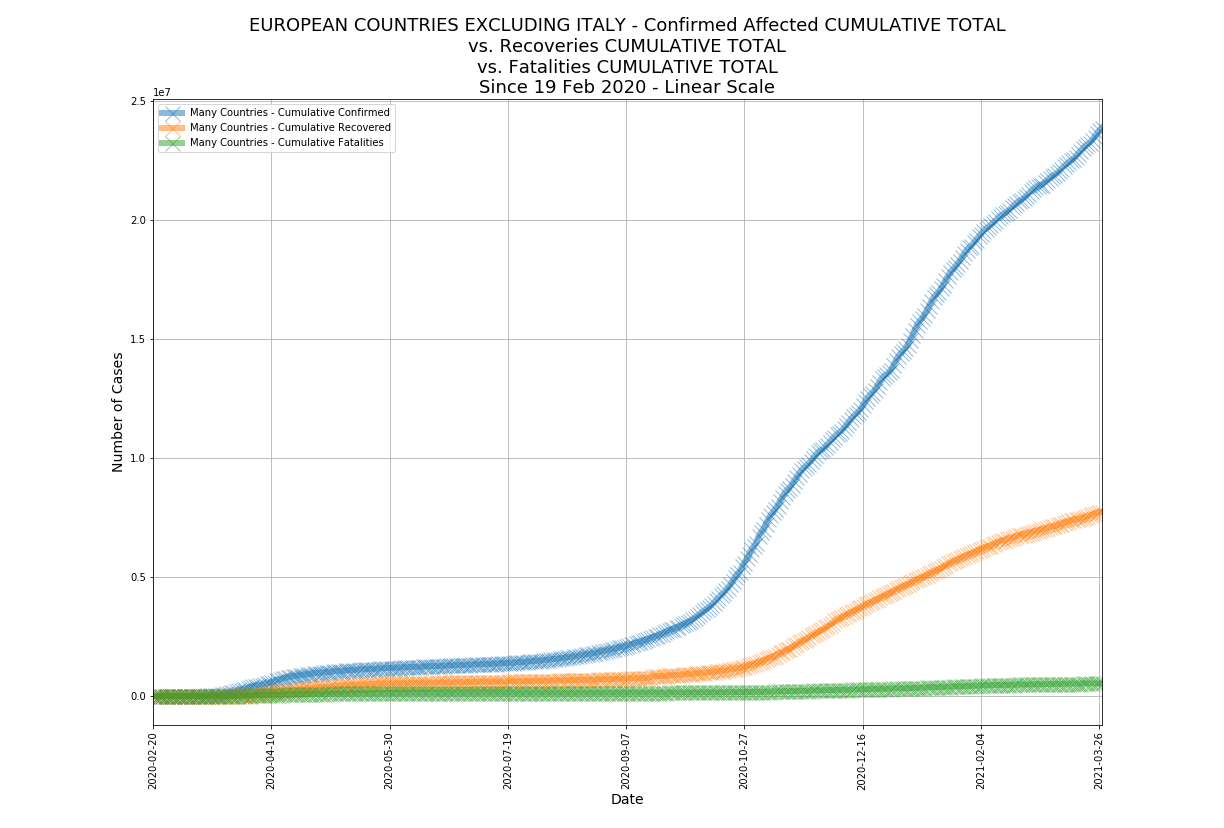 EUROPEAN COUNTRIES EXCLUDING ITALY - Confirmed Affected CUMULATIVE TOTAL
vs. Recoveries CUMULATIVE TOTAL
vs. Fatalities CUMULATIVE TOTAL
Since 19 Feb 2020 - Linear Scale
1e7
Many Countries - Cumulative Confirmed
Many Countries - Cumulative Recovered
Many Countries - Cumulative Fatalities
Number of Cases
2.5
2.0
1.5
1.0
0.5
0.0
2020-02-20
2020-04-10
2020-05-30
2020-07-19
2020-09-07
2020-10-27
2020-12-16
2021-02-04
2021-03-26
Date